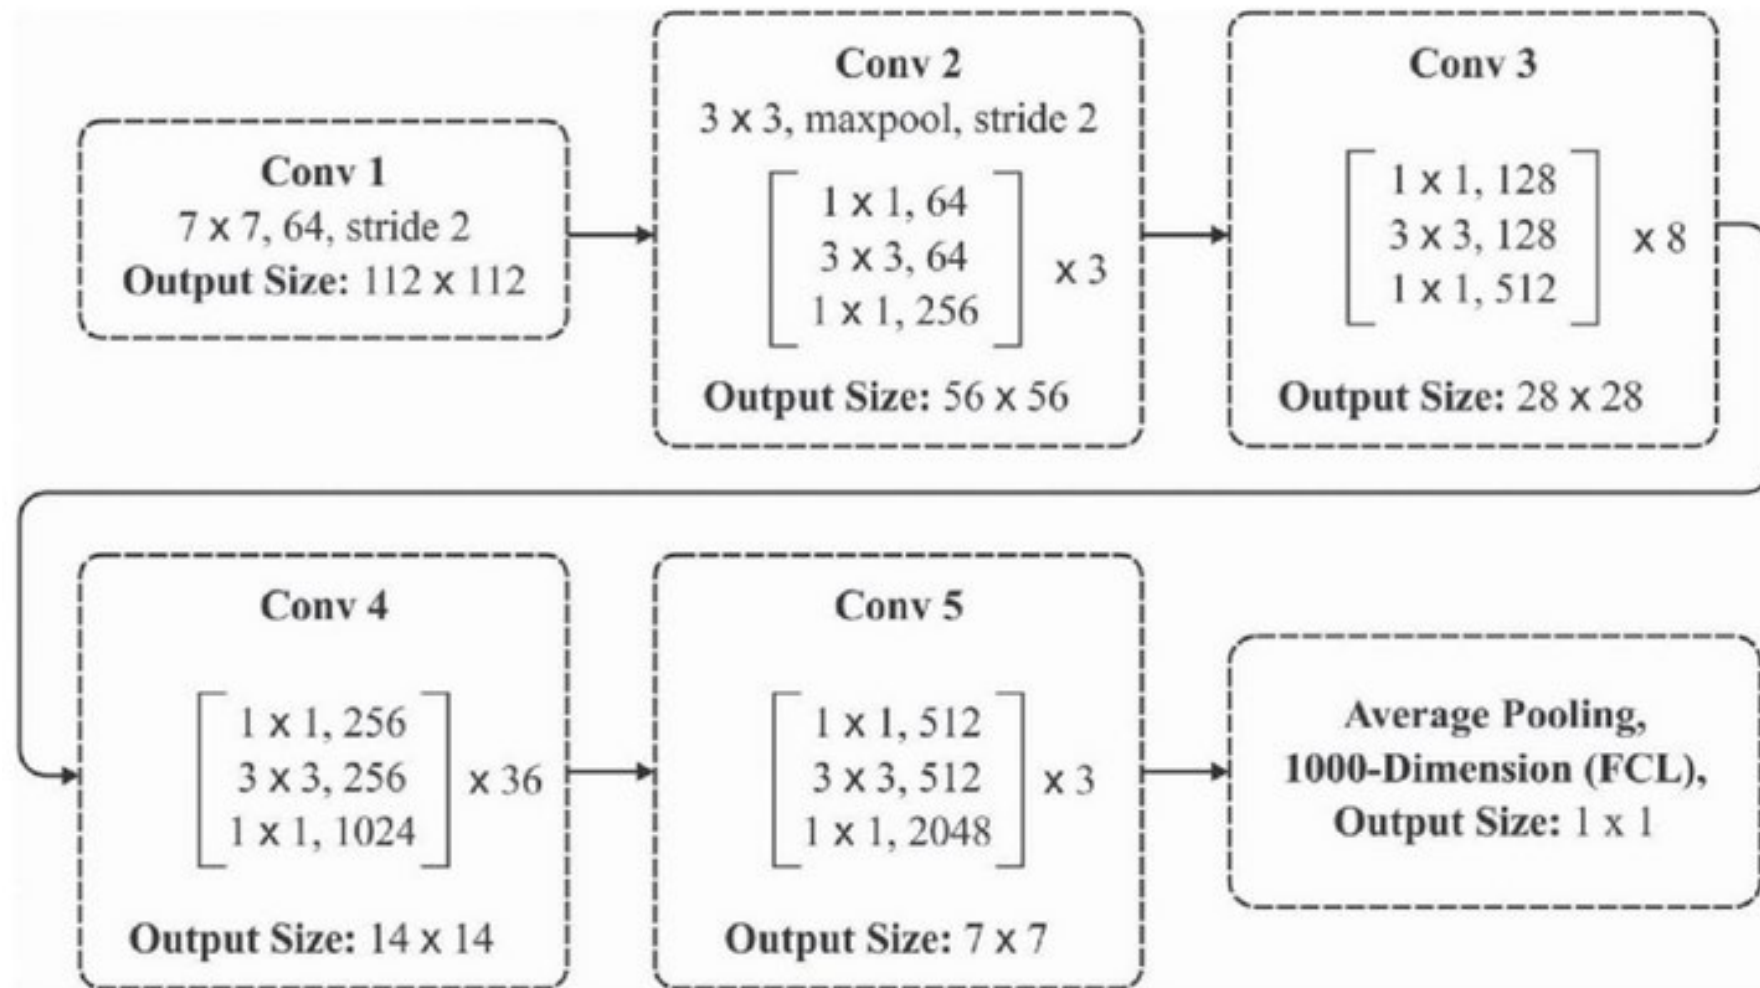 Conv 1
7 x 7, 64, stride 2
Output Size: 112 x 112
Conv 2
3 x 3, maxpool, stride 2
1 x 1, 64
3 x 3, 64
1 x 1, 256
x 3
Output Size: 56 x 56
Conv 3
1 x 1, 128
3 x 3, 128
1 x 1, 512
x 8
Output Size: 28 x 28
Conv 4
1 x 1, 256
3 x 3, 256
1 x 1, 1024
x 36
Output Size: 14 x 14
Conv 5
1 x 1, 512
3 x 3, 512
1 x 1, 2048
x 3
Output Size: 7 x 7
Average Pooling,
1000-Dimension (FCL),
Output Size: 1 x 1